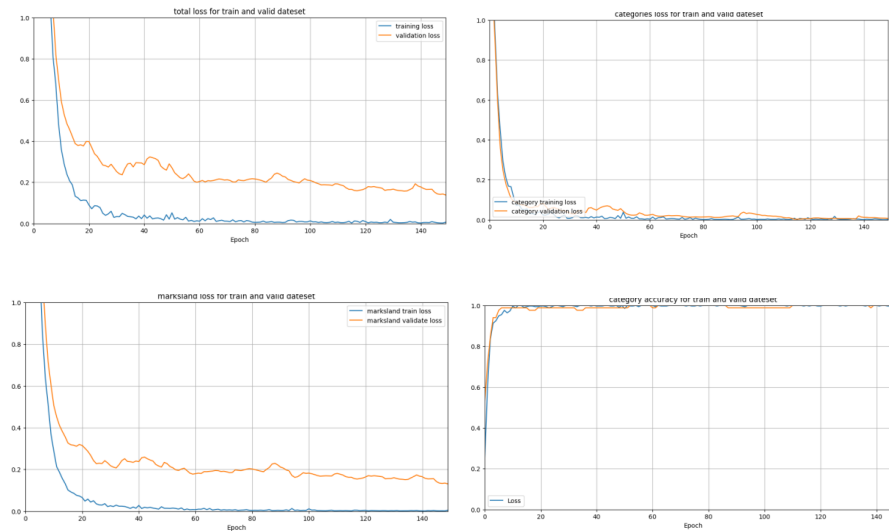 total loss for train and valid dateset
training loss
validation loss
1.0
0.8
0.6
0.4
0.2
0.0
0 20 40 60 80 100 120 140
Epoch
categories loss for train and valid dateset
1.0
0.8
0.6
0.4
0.2
0.0
category training loss
category validation loss
0 20 40 60 80 100 120 140
Epoch
marksland loss for train and valid dateset
marksland train loss
marksland validate loss
1.0
0.8
0.6
0.4
0.2
0.0
0 20 40 60 80 100 120 140
Epoch
category accuracy for train and valid dateset
1.0
0.8
0.6
0.4
0.2
0.0
Loss
0 20 40 60 80 100 120 140
Epoch